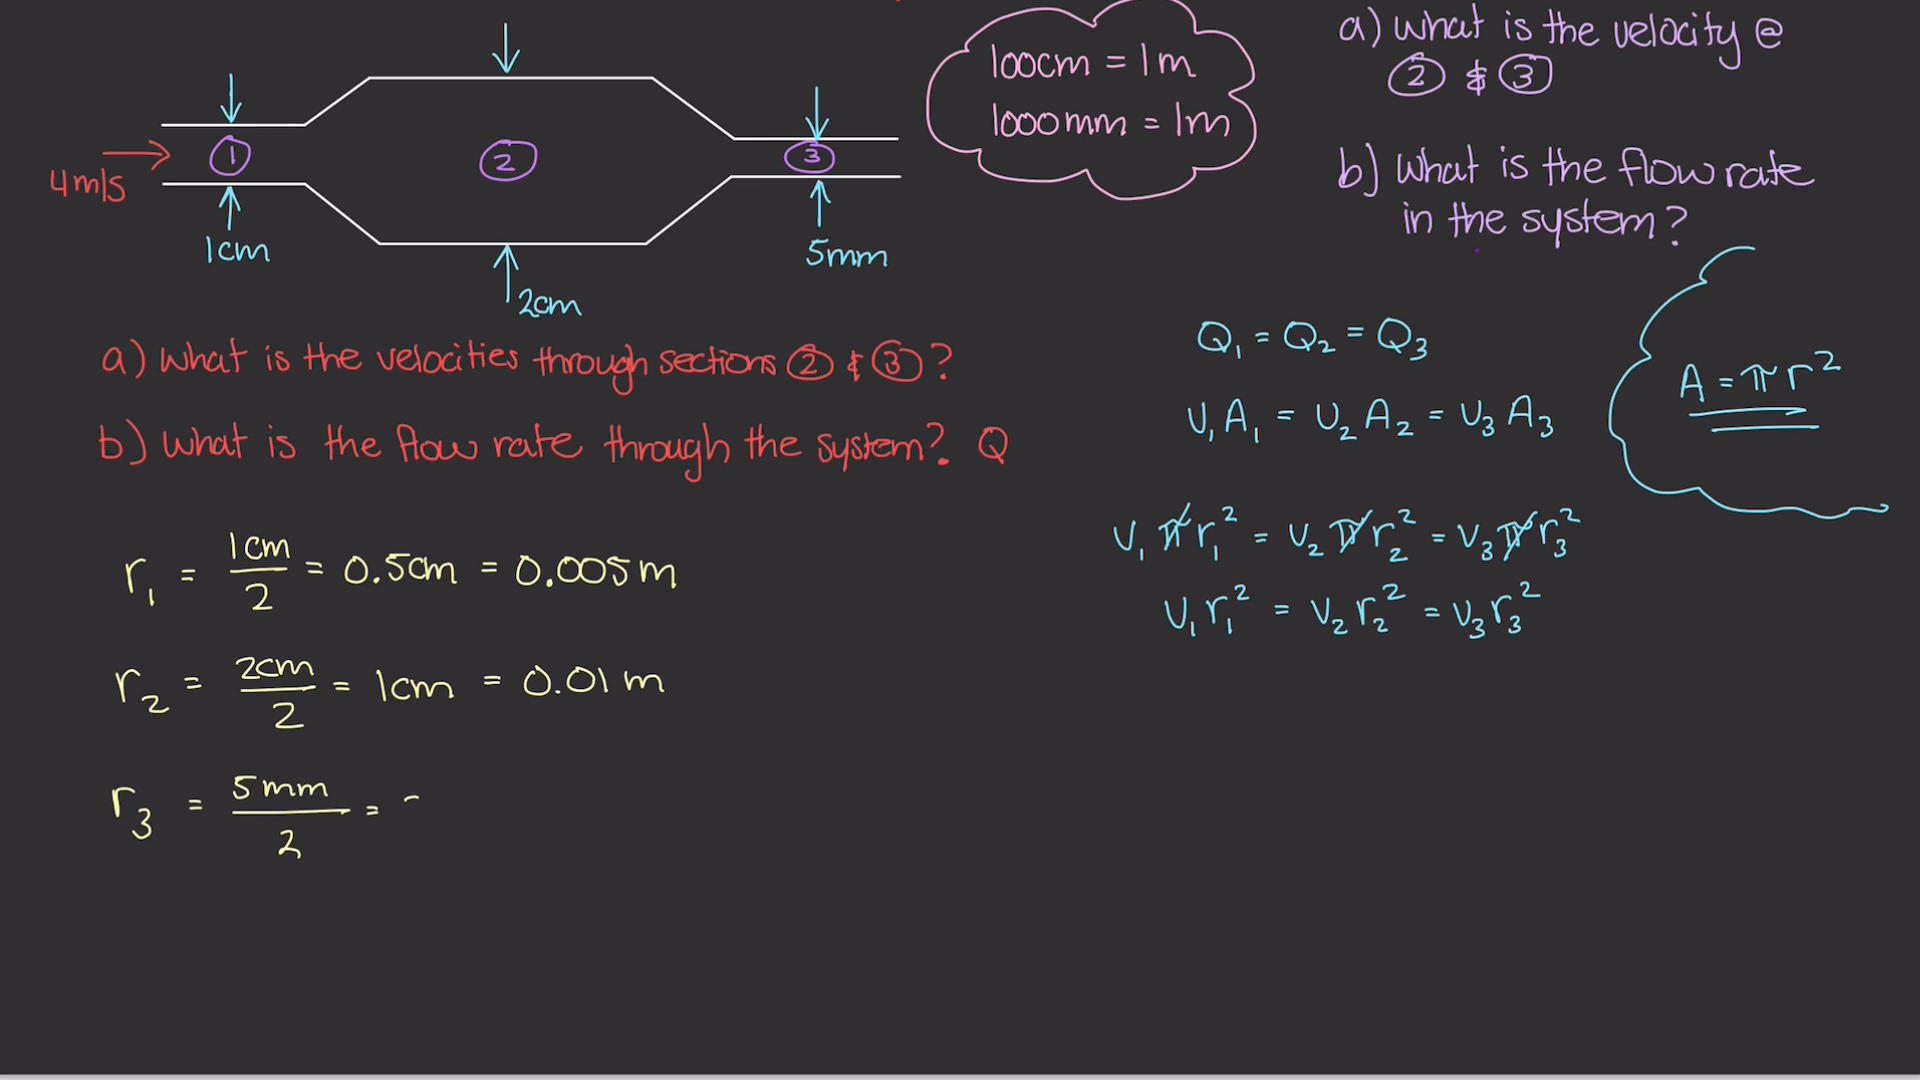 4m/s
1
2
3
1cm
2cm
5mm
100cm = 1m
1000mm = 1m
a) What is the velocity @
2 & 3
b) What is the flow rate
in the system?
a) What is the velocities through sections 2 & 3?
b) What is the flow rate through the system? Q
r₁ = 1cm/2 = 0.5cm = 0.005m
r₂ = 2cm/2 = 1cm = 0.01m
r₃ = 5mm/2 =
Q₁ = Q₂ = Q₃
V₁A₁ = V₂A₂ = V₃A₃
V₁πr₁² = V₂πr₂² = V₃πr₃²
V₁r₁² = V₂r₂² = V₃r₃²
A = πr²